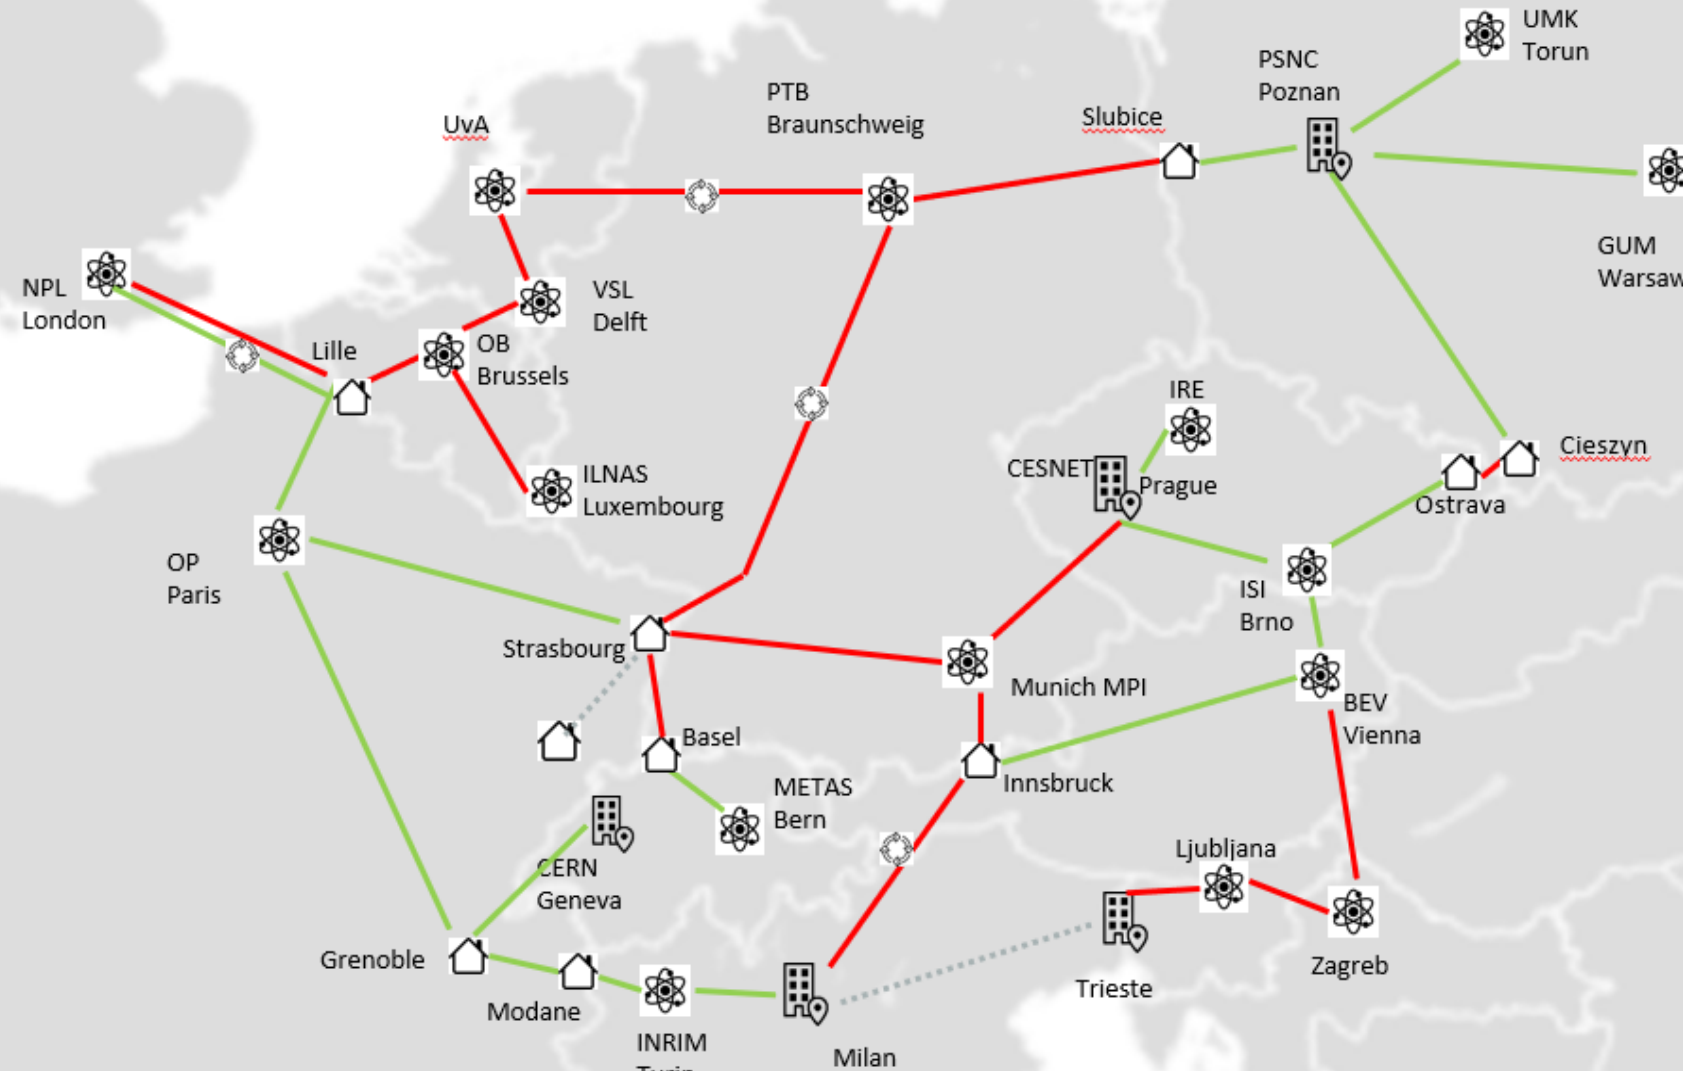 UMK
Torun
PSNC
Poznan
PTB
Braunschweig
Slubice
UvA
GUM
Warsaw
NPL
London
VSL
Delft
Lille
OB
Brussels
IRE
CESNET
Prague
Cieszyn
Ostrava
ILNAS
Luxembourg
OP
Paris
ISI
Brno
Strasbourg
Munich MPI
BEV
Vienna
Basel
Innsbruck
METAS
Bern
CERN
Geneva
Ljubljana
Grenoble
Modane
Trieste
Zagreb
INRIM
Turin
Milan